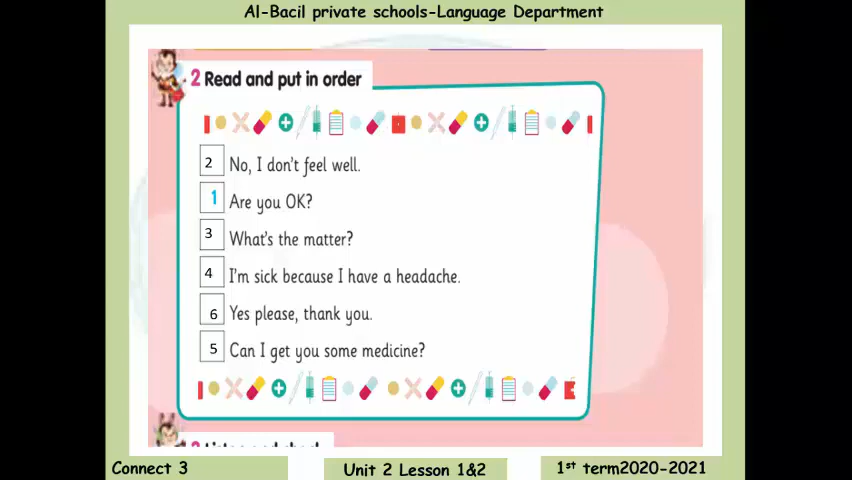 Al-Bacil private schools-Language Department
2 Read and put in order
2 No, I don't feel well.
1 Are you OK?
3 What's the matter?
4 I'm sick because I have a headache.
6 Yes please, thank you.
5 Can I get you some medicine?
Connect 3
Unit 2 Lesson 1&2
1st term2020-2021